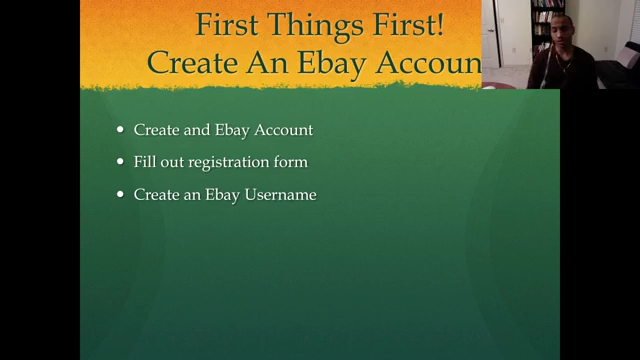 First Things First!
Create An Ebay Accoun
• Create and Ebay Account
• Fill out registration form
• Create an Ebay Username